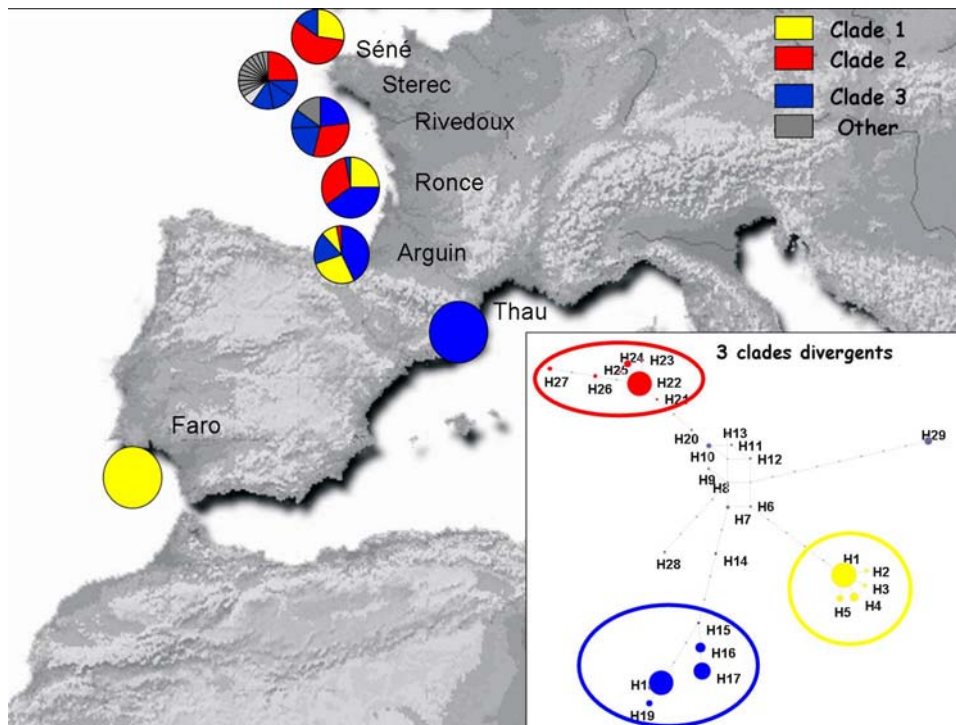 Séné
Sterec
Rivedoux
Ronce
Arguin
Thau
Faro
Clade 1
Clade 2
Clade 3
Other
3 clades divergents
H24 H23
H25
H27
H26
H22
H21
H20
H13
H11
H10
H12
H29
H9
H8
H6
H7
H14
H28
H1
H2
H3
H5
H4
H15
H16
H17
H19